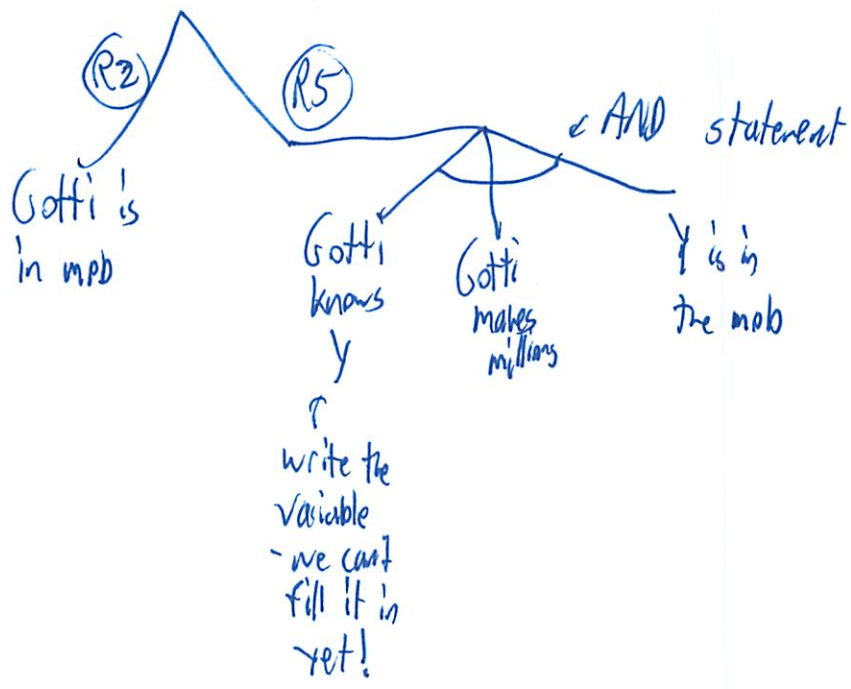 R2
R5
← AND statement
Gotti is
in mob
Gotti
knows
Y
Gotti
makes
millions
Y is in
the mob
↑
write the
variable
- we can't
fill it in
yet!